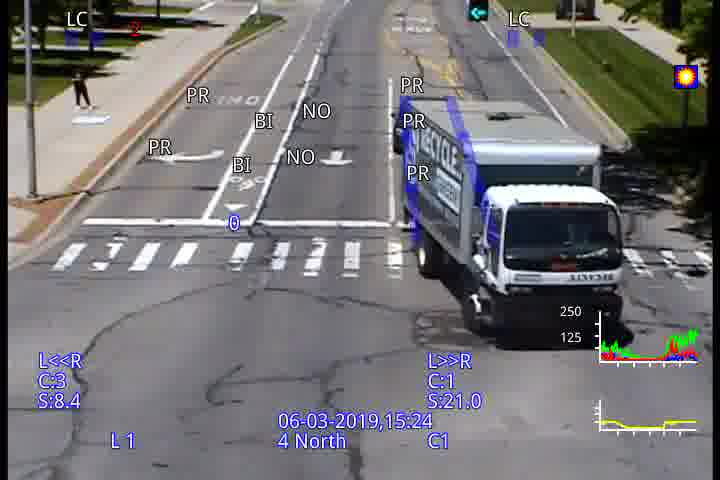 LC
2
LC
PR
PR
NO
BI
PR
PR
BI
NO
PR
0
RECYCLE
250
125
L<<R
C:3
S:8.4
L>>R
C:1
S:21.0
06-03-2019,15:24
L 1
4 North
C1